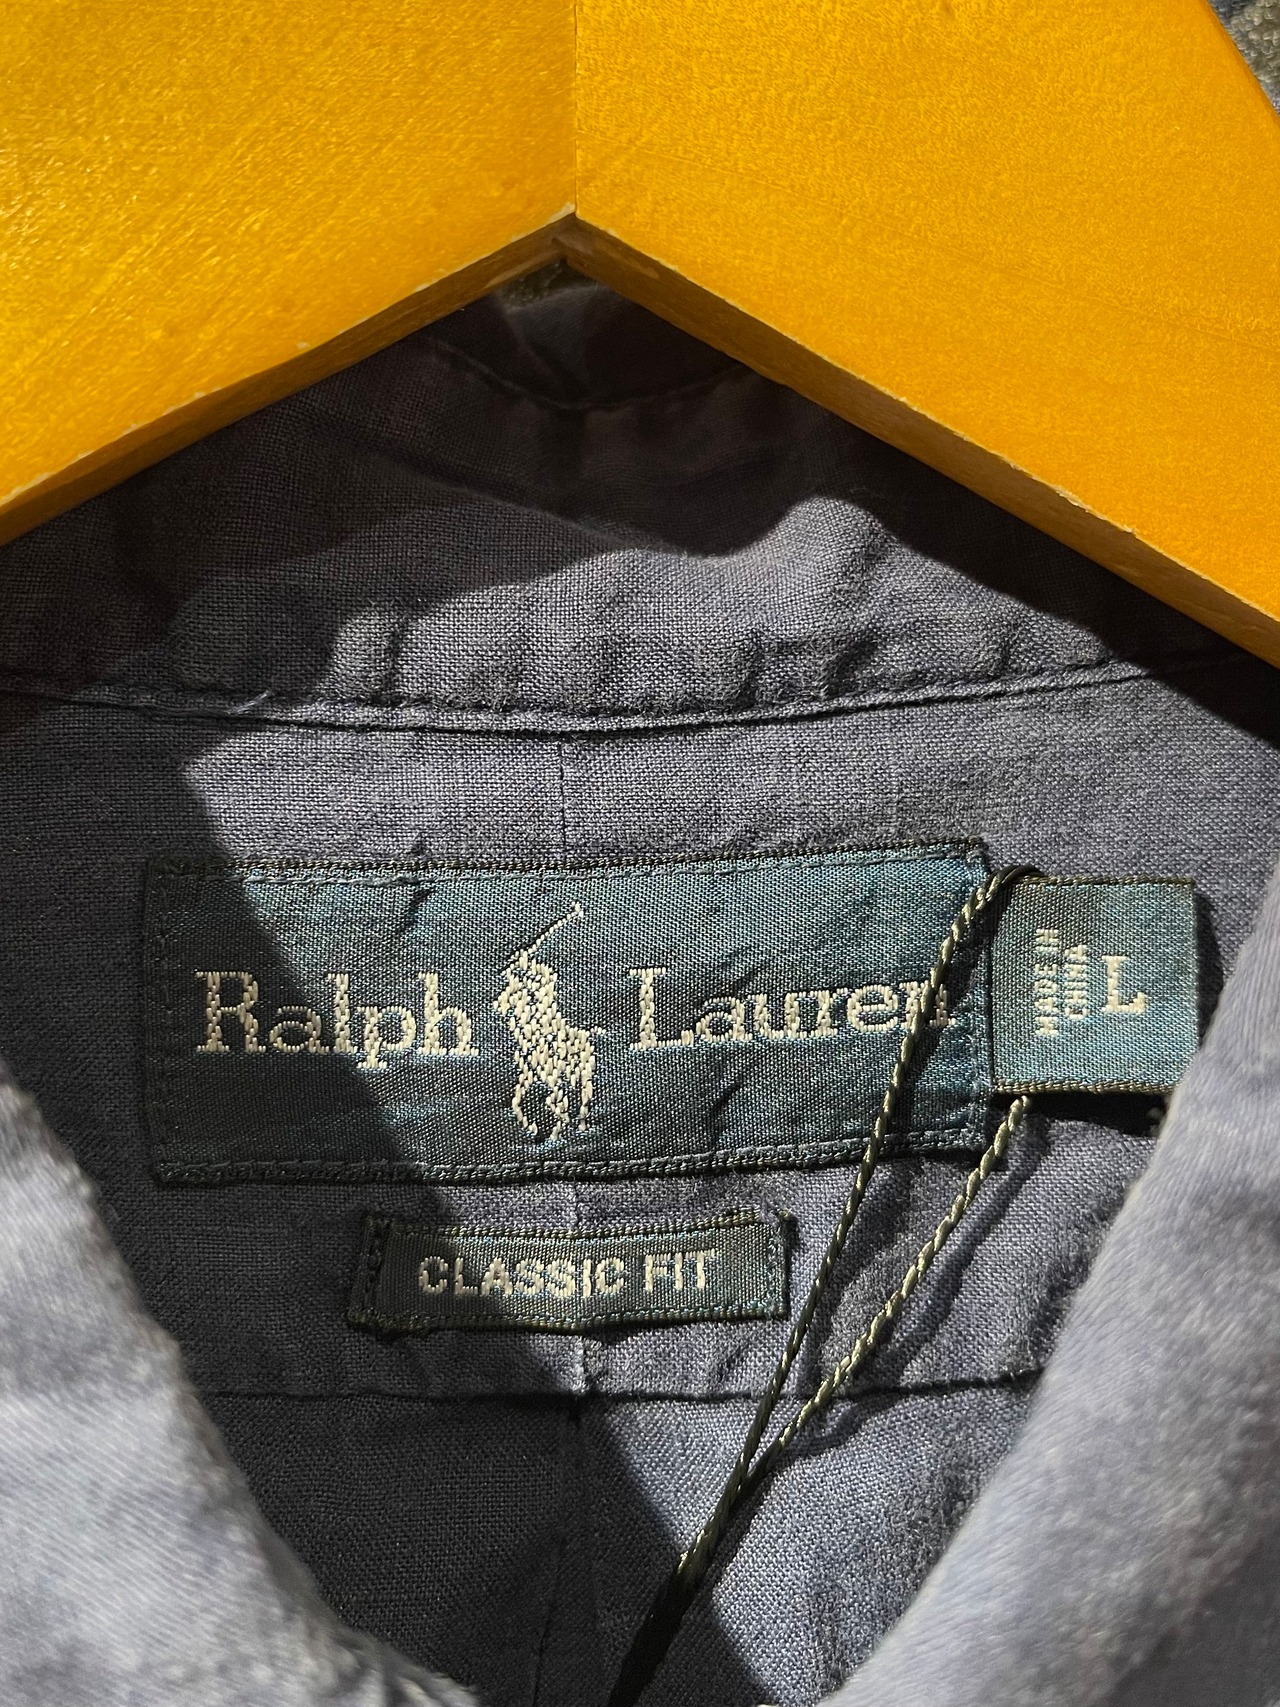 Ralph Lauren
MADE IN
CHINA
L
CLASSIC FIT